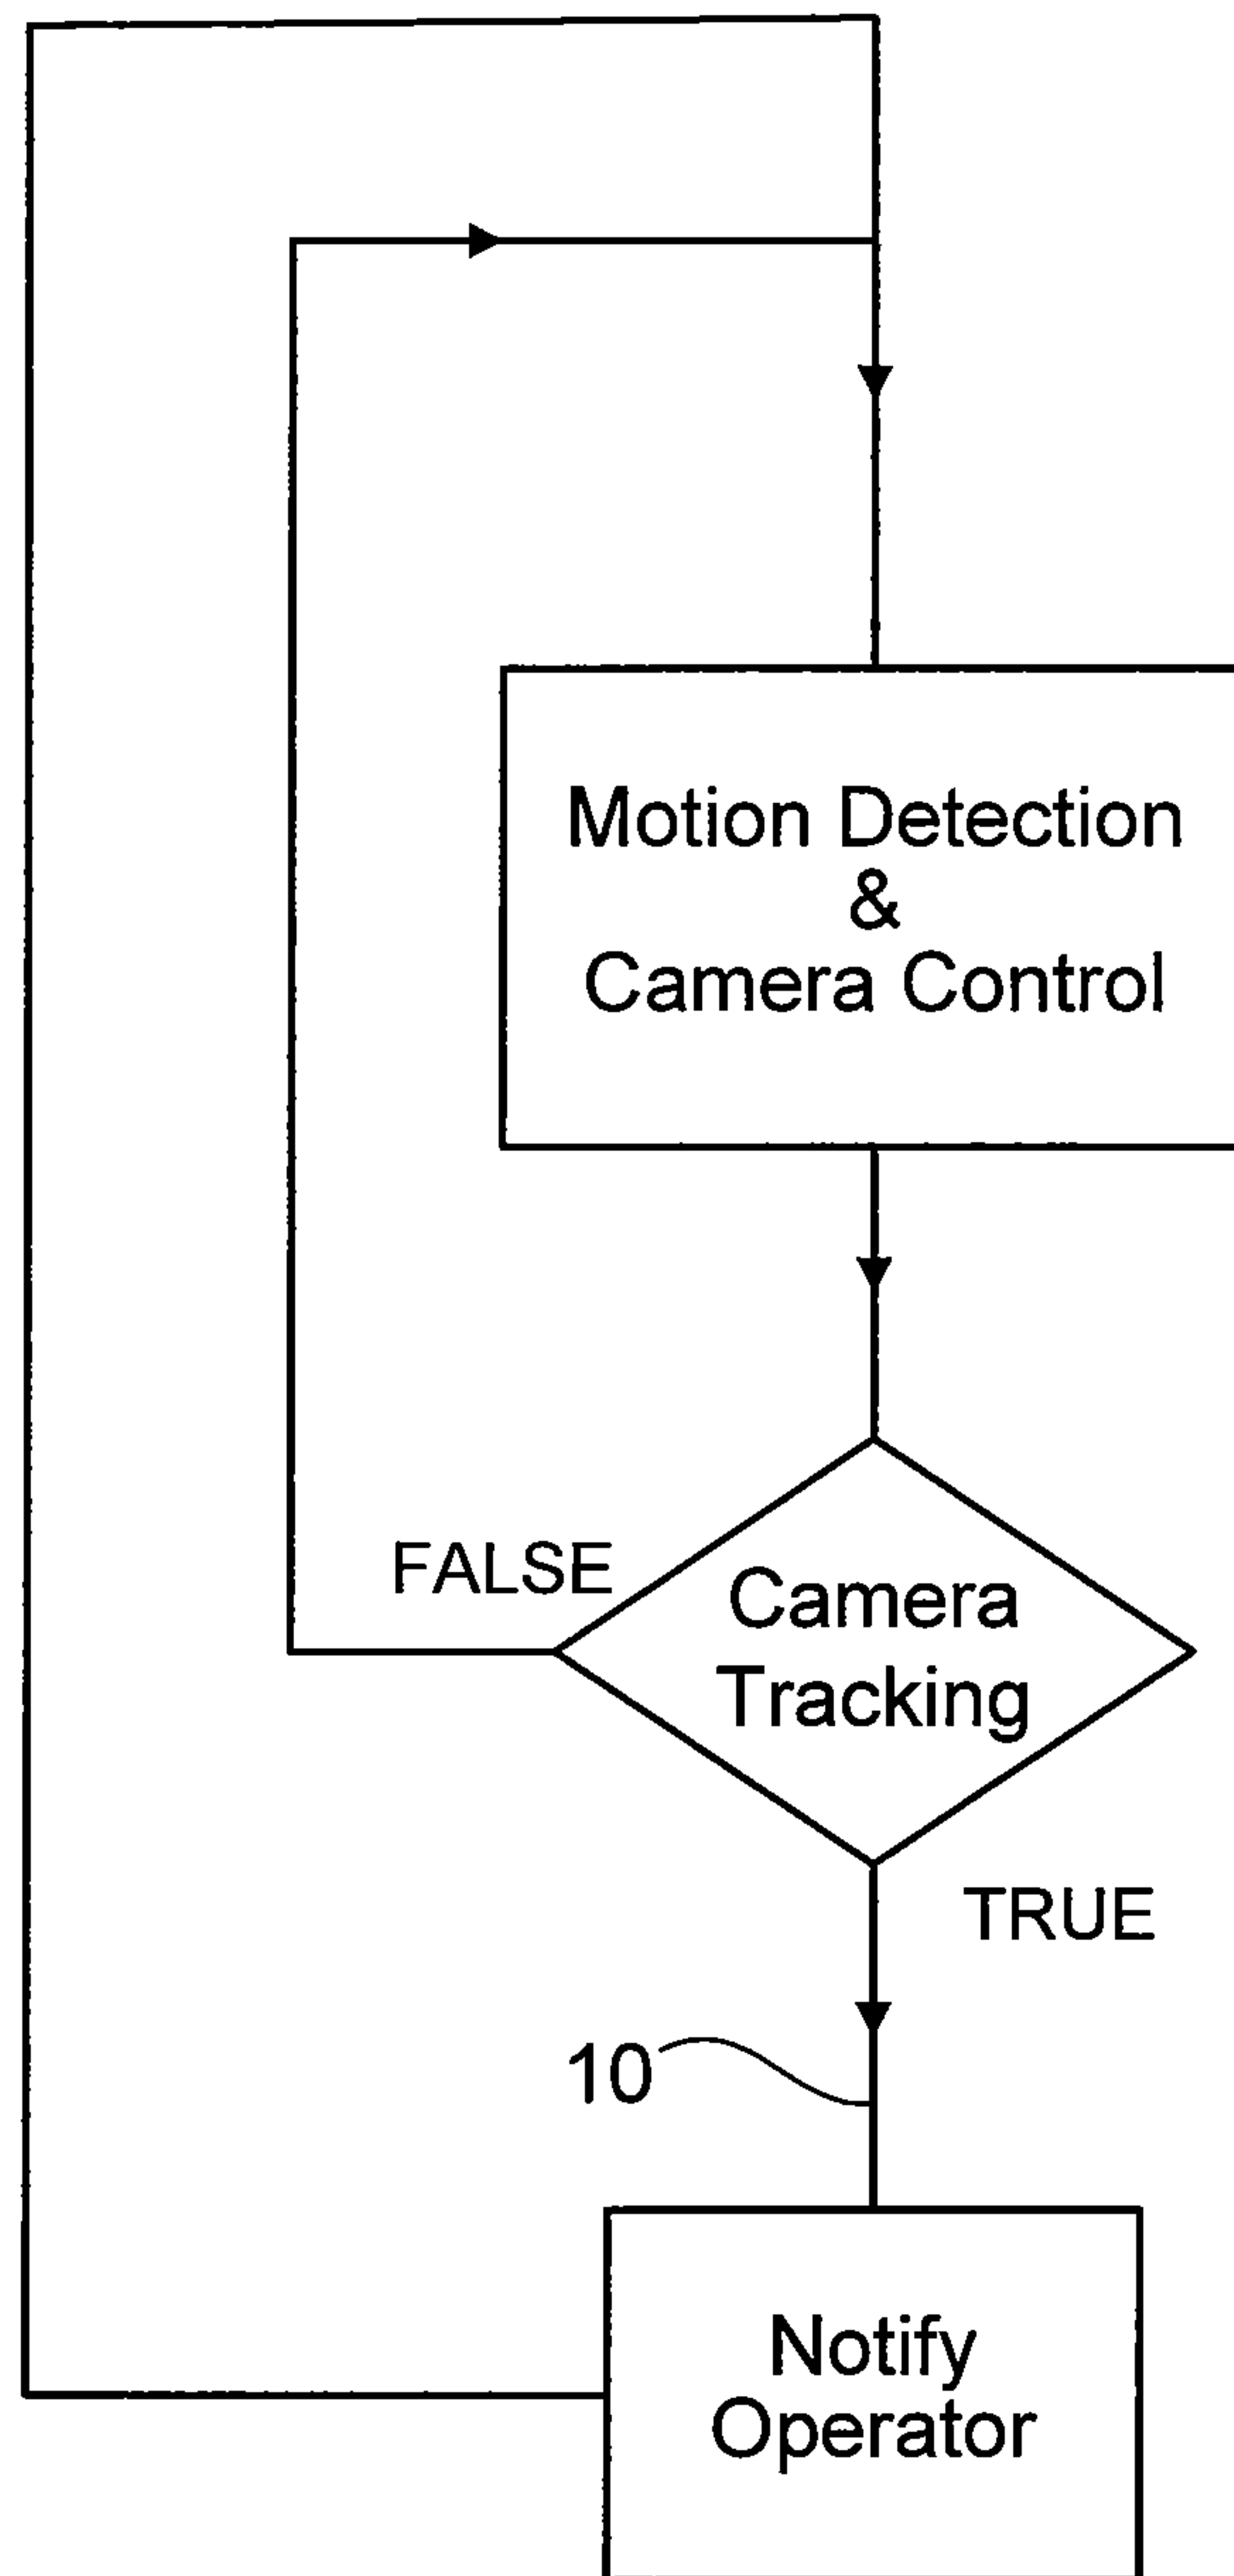 Motion Detection
&
Camera Control
FALSE
Camera
Tracking
TRUE
10
Notify
Operator